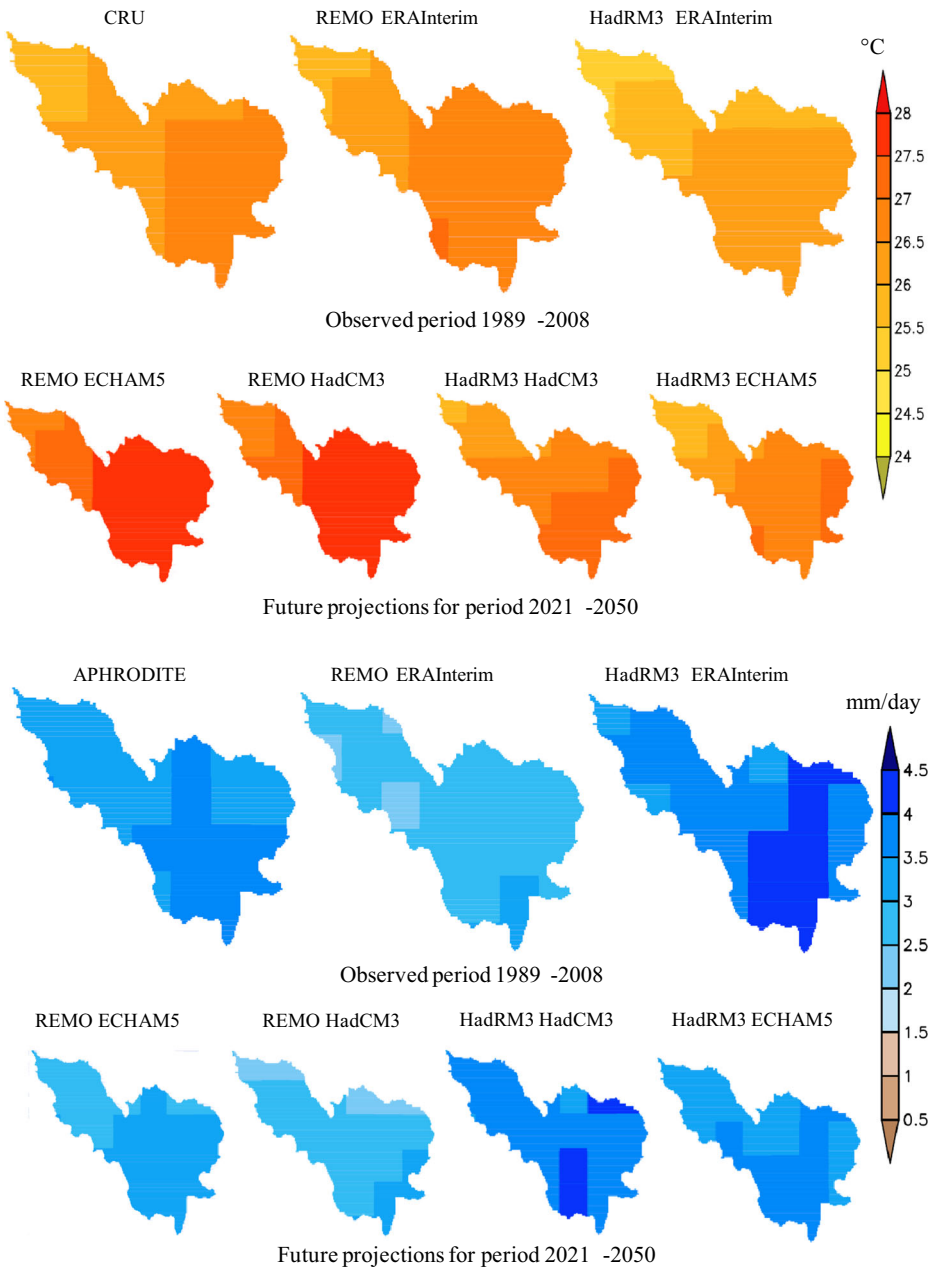 CRU
REMO ERAInterim
HadRM3 ERAInterim
°C
28
27.5
27
26.5
26
25.5
25
24.5
24
Observed period 1989 -2008
REMO ECHAM5
REMO HadCM3
HadRM3 HadCM3
HadRM3 ECHAM5
Future projections for period 2021 -2050
APHRODITE
REMO ERAInterim
HadRM3 ERAInterim
mm/day
4.5
4
3.5
3
2.5
2
1.5
1
0.5
Observed period 1989 -2008
REMO ECHAM5
REMO HadCM3
HadRM3 HadCM3
HadRM3 ECHAM5
Future projections for period 2021 -2050